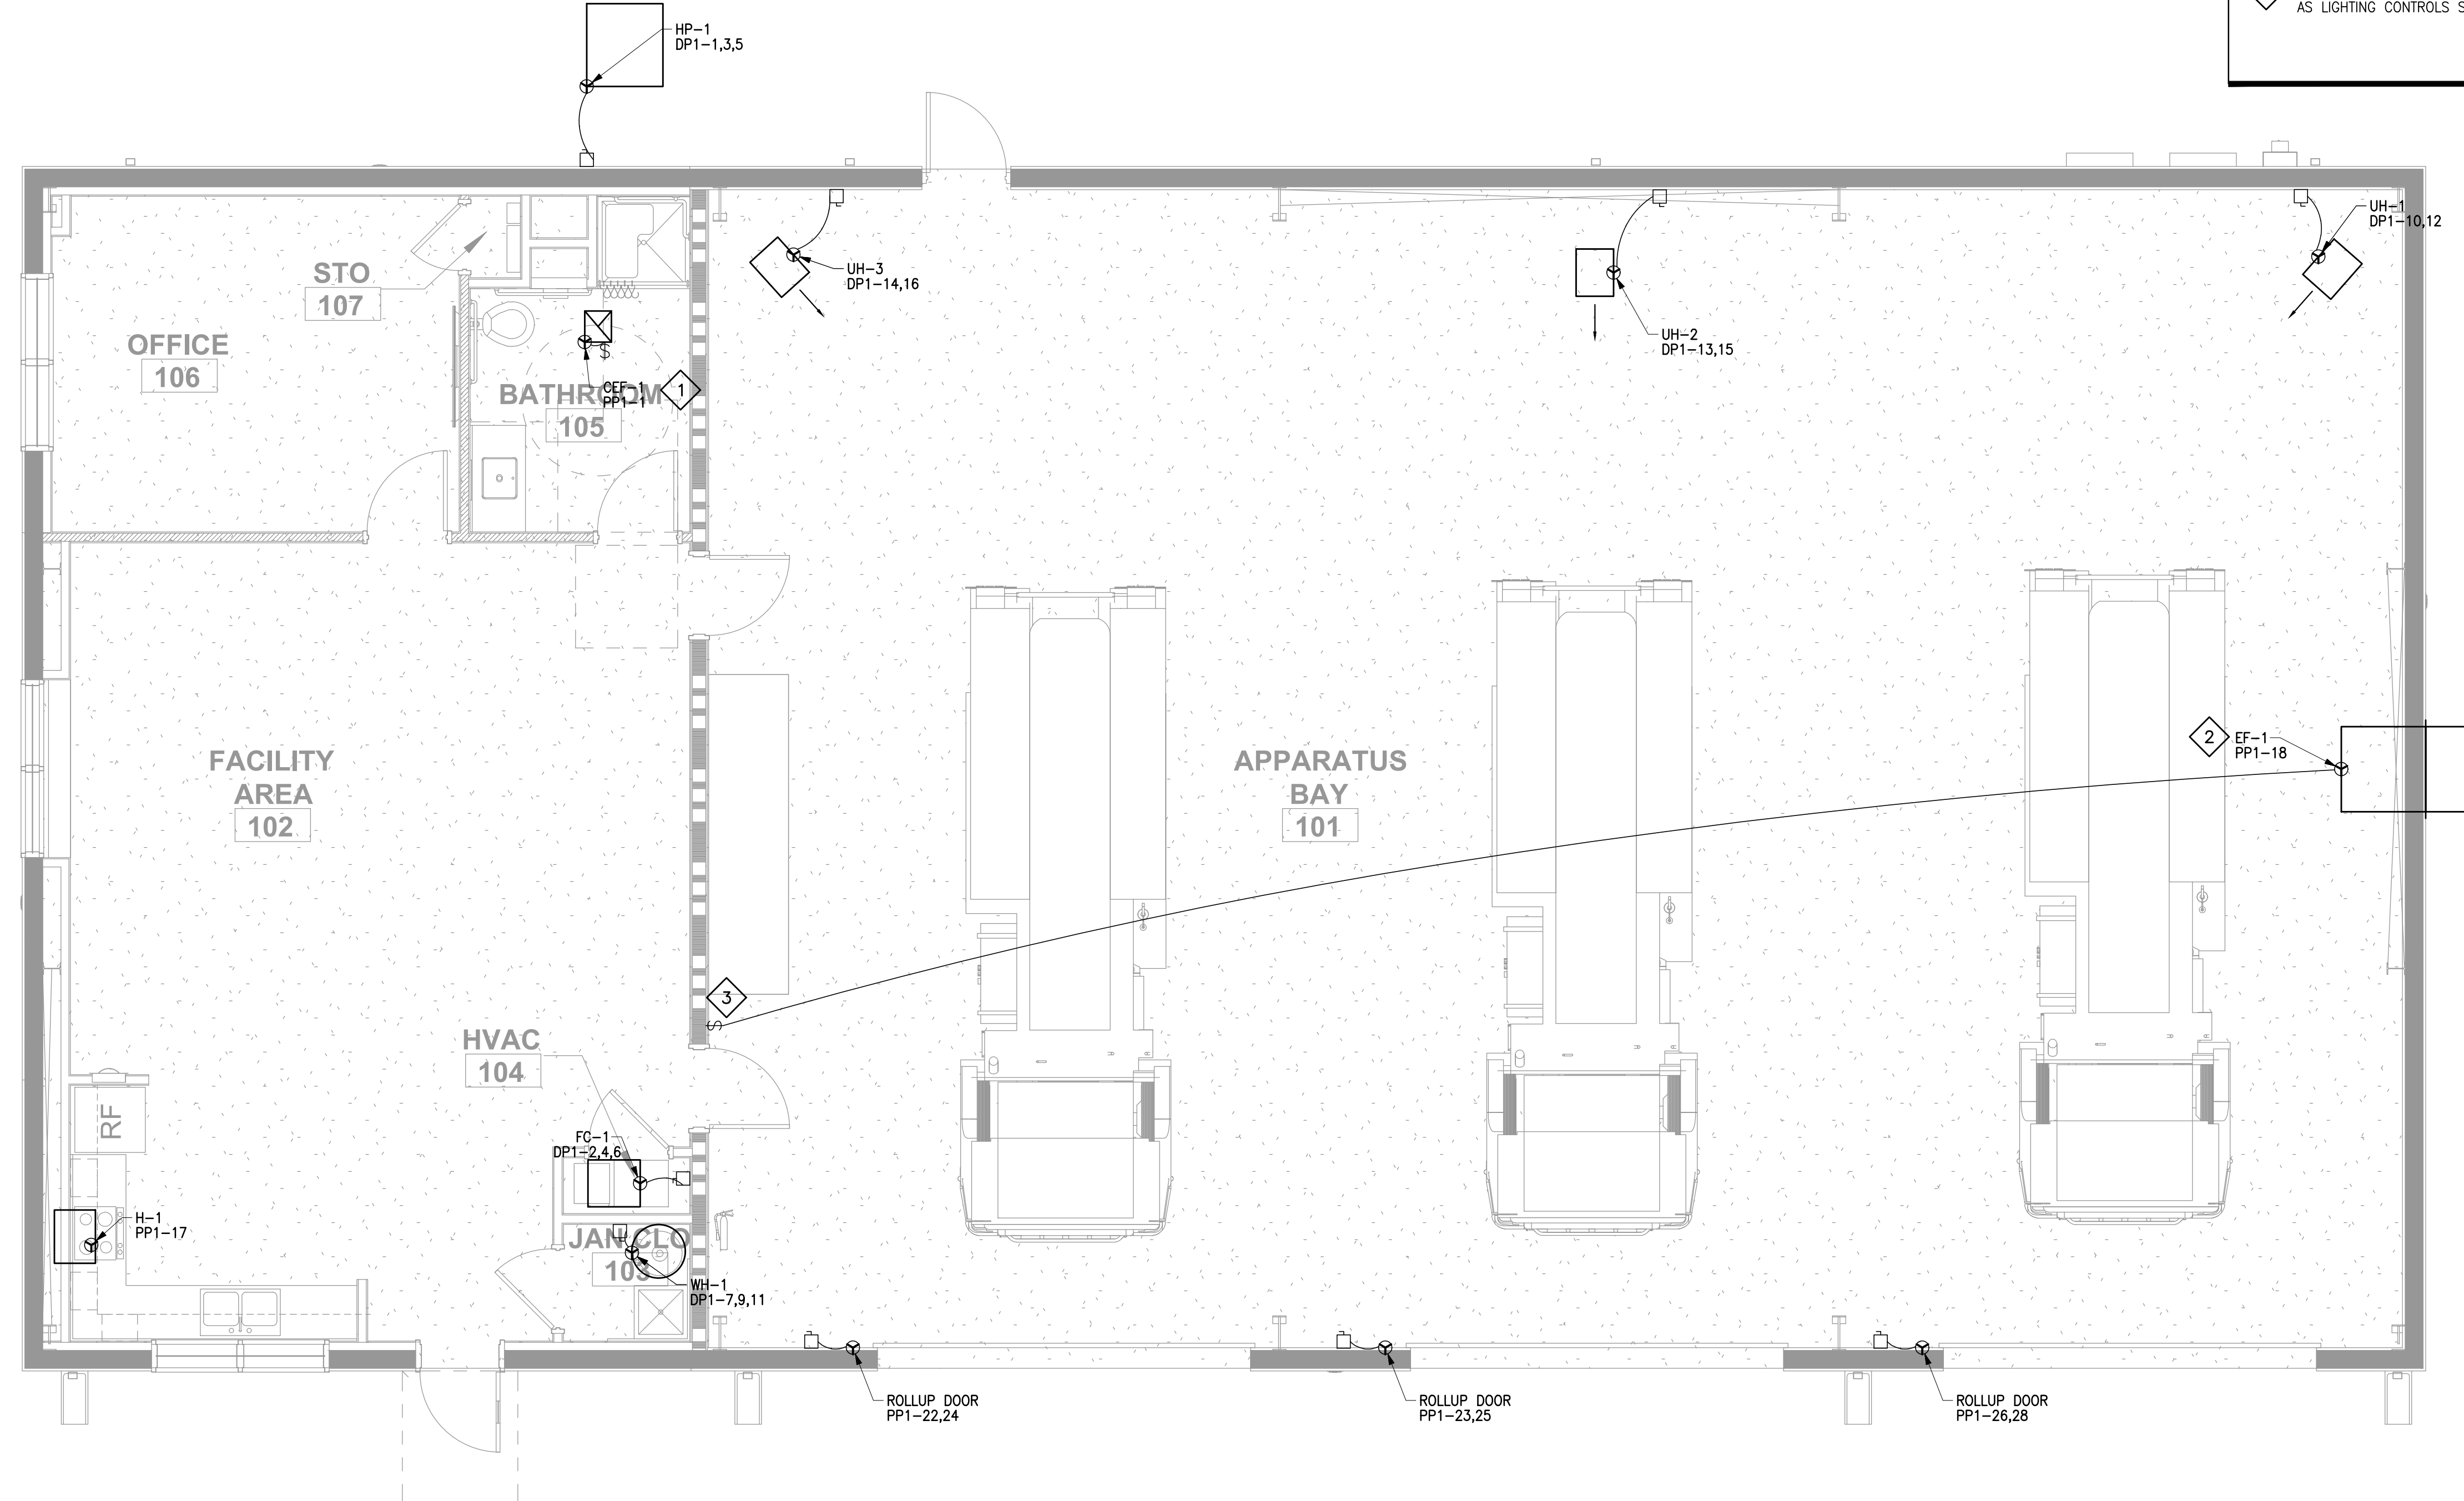 AS LIGHTING CONTROLS S
HP-1
DP1-1,3,5
UH-1
DP1-10,12
UH-3
DP1-14,16
UH-2
DP1-13,15
STO
107
OFFICE
106
$
CEF-1
PP1-1
1
BATHROOM
105
FACILITY
AREA
102
APPARATUS
BAY
101
2
EF-1
PP1-18
3
$
HVAC
104
RF
FC-1
DP1-2,4,6
H-1
PP1-17
JAN CLO
103
WH-1
DP1-7,9,11
ROLLUP DOOR
PP1-22,24
ROLLUP DOOR
PP1-23,25
ROLLUP DOOR
PP1-26,28